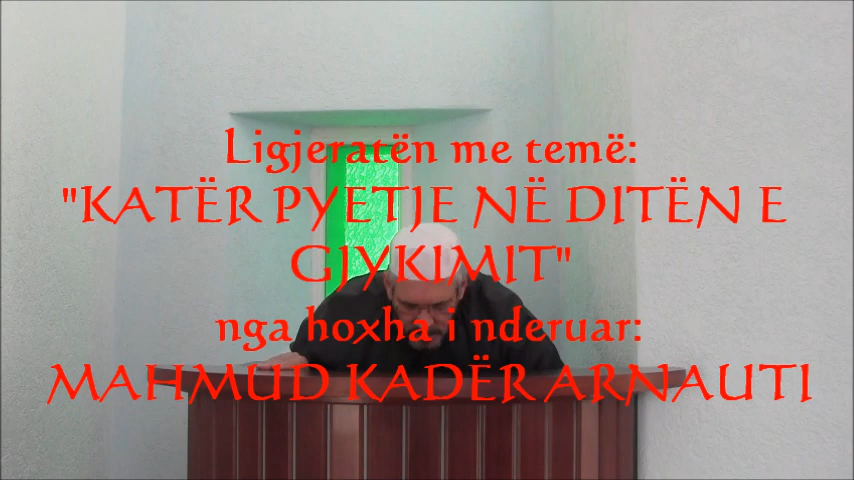 Ligjeratën me temë:
"KATËR PYETJE NË DITËN E
GJYKIMIT"
nga hoxha i nderuar:
MAHMUD KADËR ARNAUTI